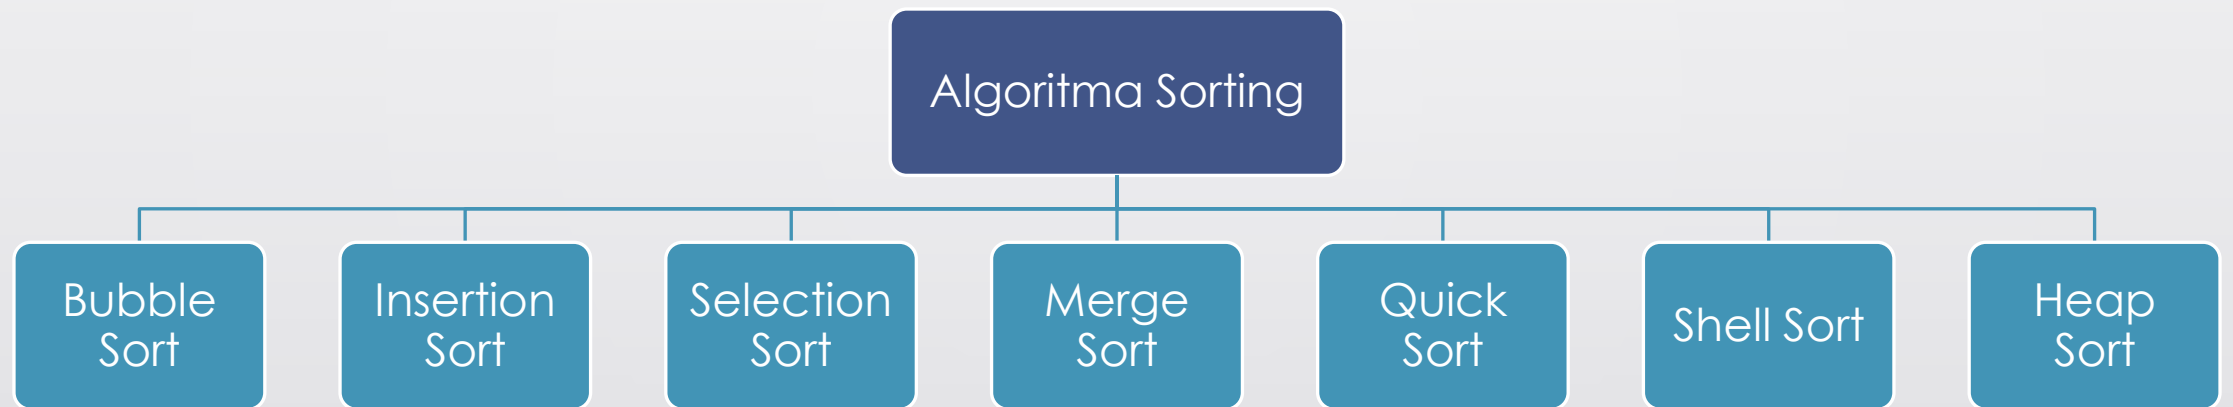 Algoritma Sorting
Bubble
Sort
Insertion
Sort
Selection
Sort
Merge
Sort
Quick
Sort
Shell Sort
Heap
Sort